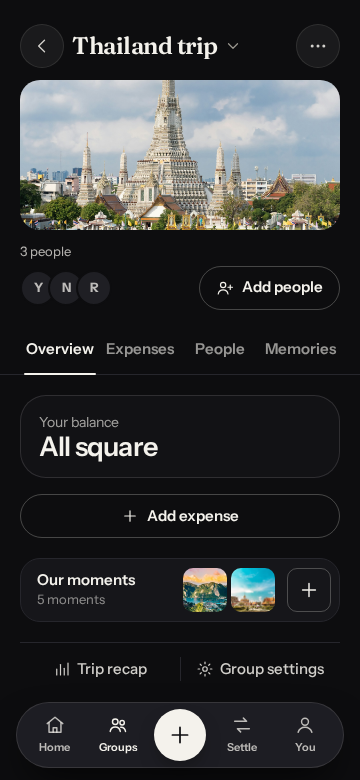 Thailand trip
3 people
Y N R
Add people
Overview Expenses People Memories
Your balance
All square
Add expense
Our moments
5 moments
Trip recap
Group settings
Home Groups Settle You